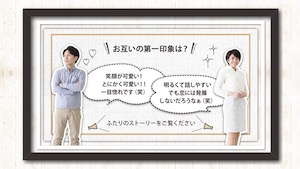 お互いの第一印象は？
笑顔が可愛い！
とにかく可愛い！！
一目惚れです（笑）
明るくて話しやすい
でも恋には発展
しないだろうなぁ（笑）
ふたりのストーリーをご覧ください